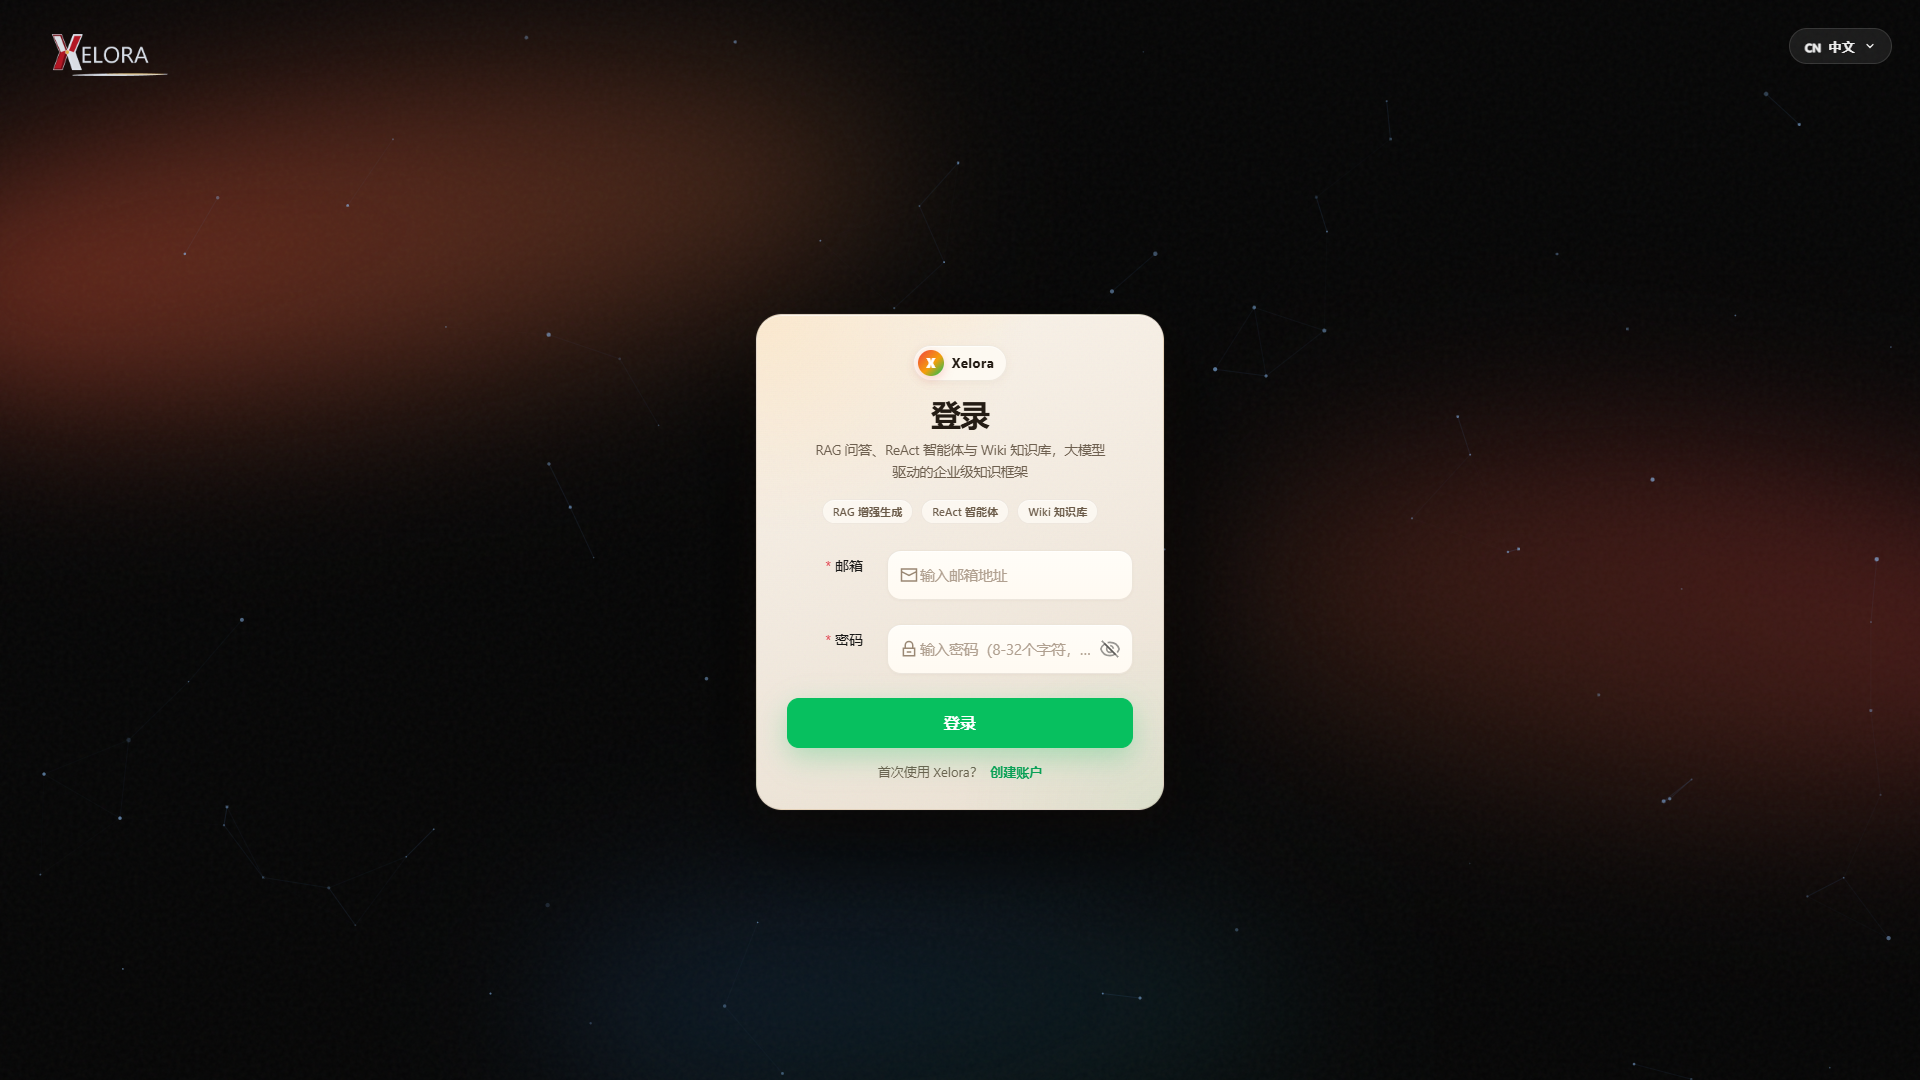 XELORA
CN 中文
X Xelora
登录
RAG 问答、ReAct 智能体与 Wiki 知识库，大模型
驱动的企业级知识框架
RAG 增强生成 ReAct 智能体 Wiki 知识库
* 邮箱 输入邮箱地址
* 密码 输入密码（8-32个字符，...
登录
首次使用 Xelora？ 创建账户